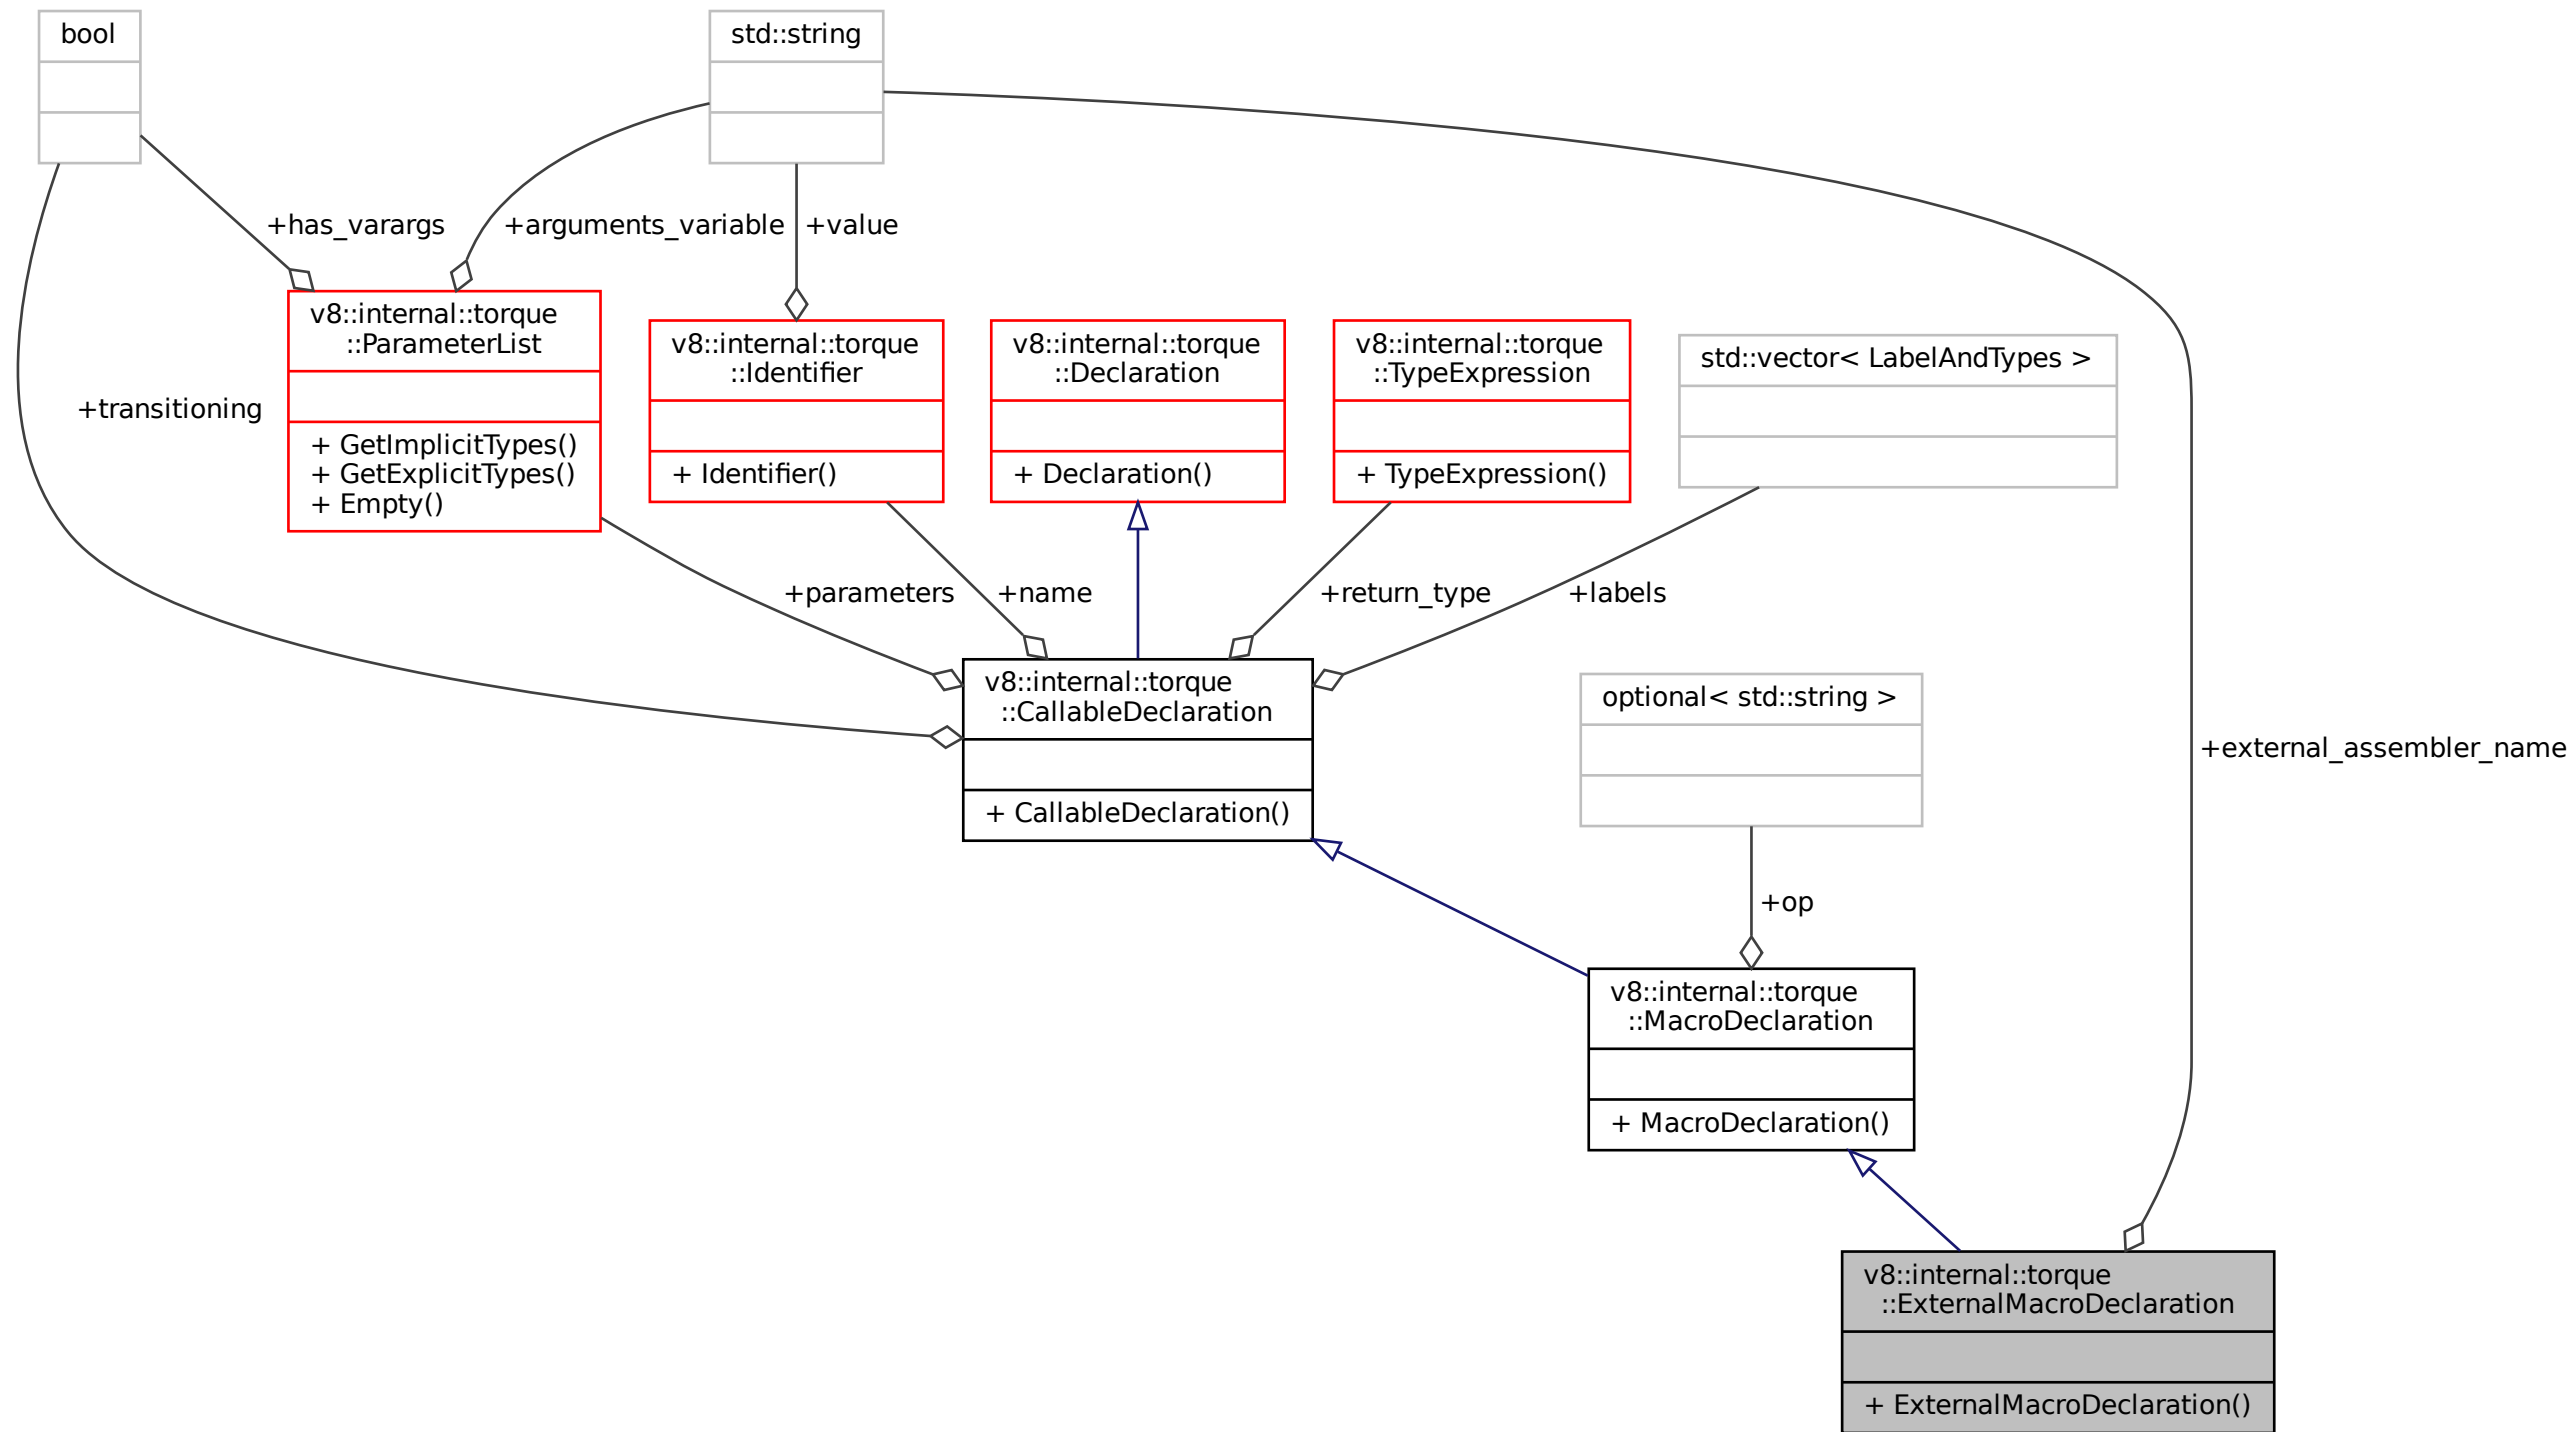 bool
std::string
+has_varargs
+arguments_variable
+value
v8::internal::torque
::ParameterList
+ GetImplicitTypes()
+ GetExplicitTypes()
+ Empty()
v8::internal::torque
::Identifier
+ Identifier()
v8::internal::torque
::Declaration
+ Declaration()
v8::internal::torque
::TypeExpression
+ TypeExpression()
std::vector< LabelAndTypes >
+transitioning
+parameters
+name
+return_type
+labels
v8::internal::torque
::CallableDeclaration
+ CallableDeclaration()
optional< std::string >
+external_assembler_name
+op
v8::internal::torque
::MacroDeclaration
+ MacroDeclaration()
v8::internal::torque
::ExternalMacroDeclaration
+ ExternalMacroDeclaration()